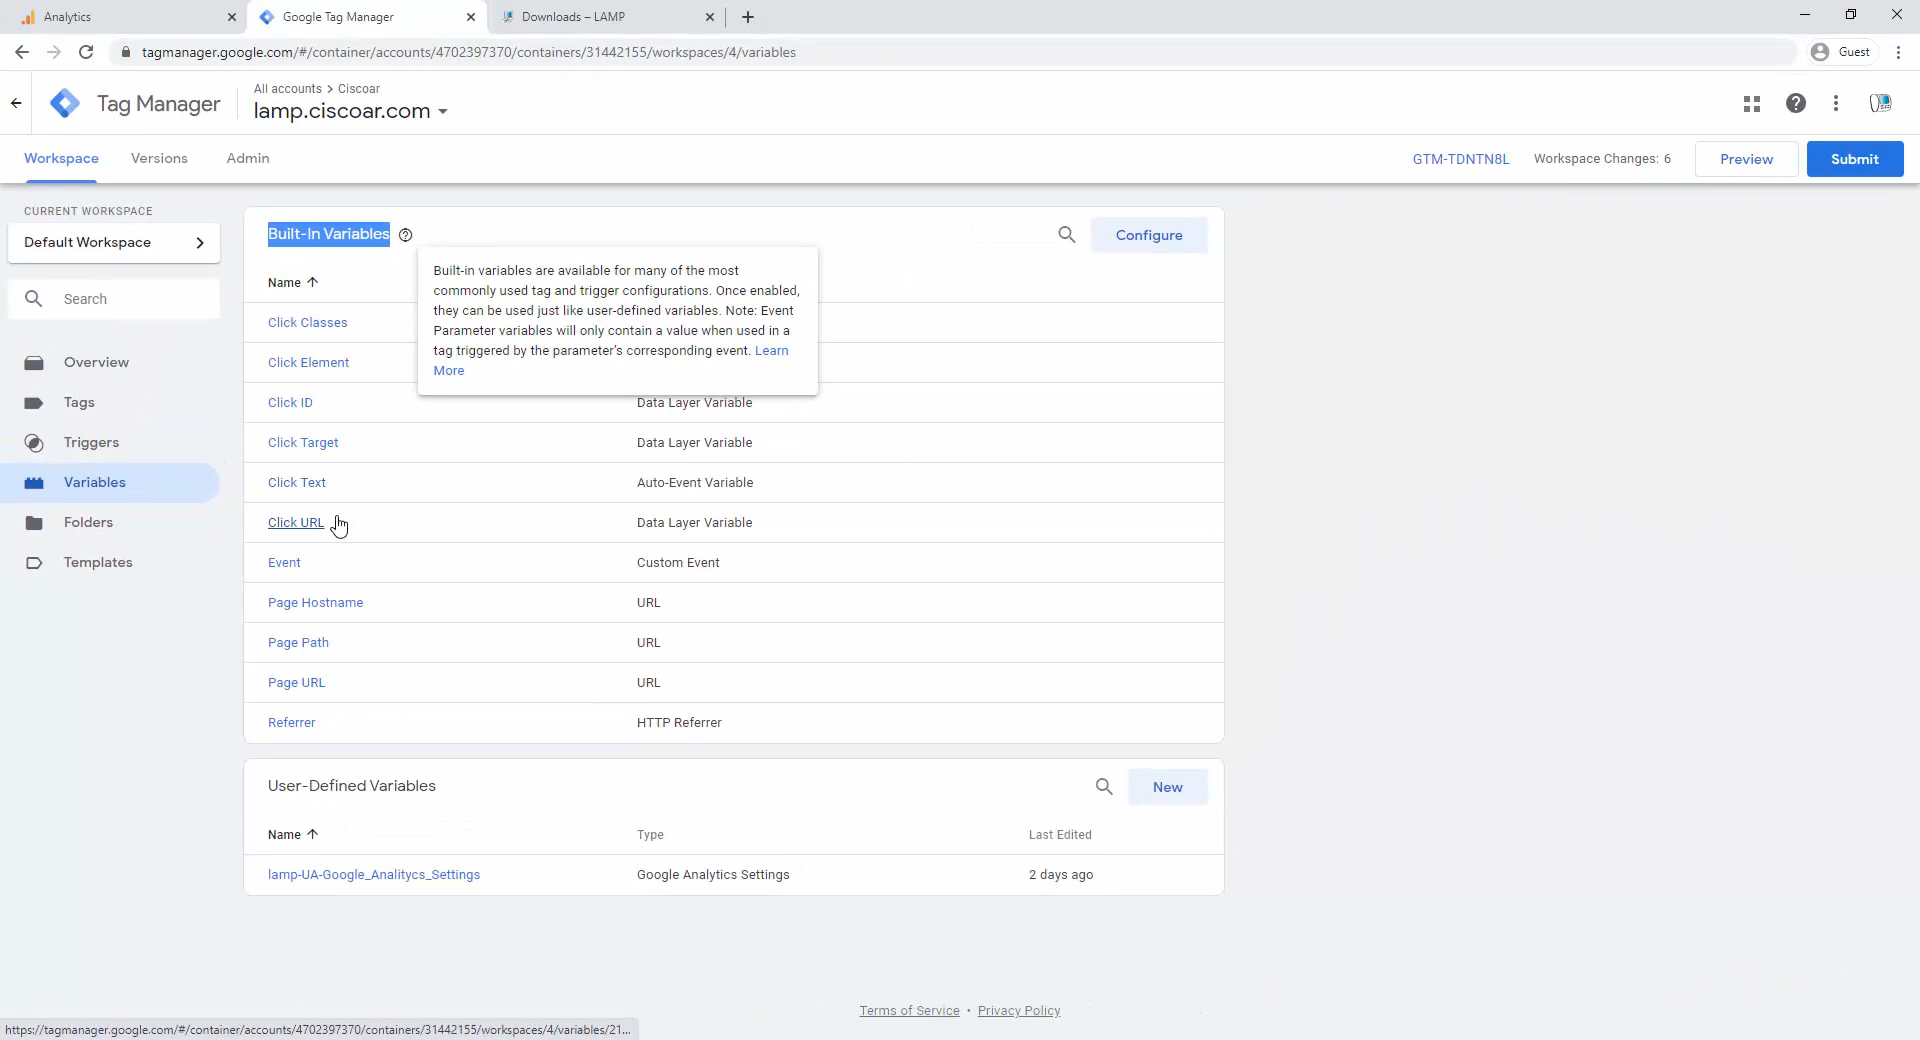 Analytics
Google Tag Manager
Downloads – LAMP
tagmanager.google.com/#/container/accounts/4702397370/containers/31442155/workspaces/4/variables
Guest
Tag Manager
All accounts > Ciscoar
lamp.ciscoar.com
Workspace
Versions
Admin
GTM-TDNTN8L
Workspace Changes: 6
Preview
Submit
CURRENT WORKSPACE
Default Workspace
Search
Overview
Tags
Triggers
Variables
Folders
Templates
Built-In Variables
Configure
Built-in variables are available for many of the most
commonly used tag and trigger configurations. Once enabled,
they can be used just like user-defined variables. Note: Event
Parameter variables will only contain a value when used in a
tag triggered by the parameter's corresponding event. Learn
More
Name
Click Classes
Click Element
Click ID Data Layer Variable
Click Target Data Layer Variable
Click Text Auto-Event Variable
Click URL Data Layer Variable
Event Custom Event
Page Hostname URL
Page Path URL
Page URL URL
Referrer HTTP Referrer
User-Defined Variables
New
Name Type Last Edited
lamp-UA-Google_Analitycs_Settings Google Analytics Settings 2 days ago
Terms of Service • Privacy Policy
https://tagmanager.google.com/#/container/accounts/4702397370/containers/31442155/workspaces/4/variables/21...